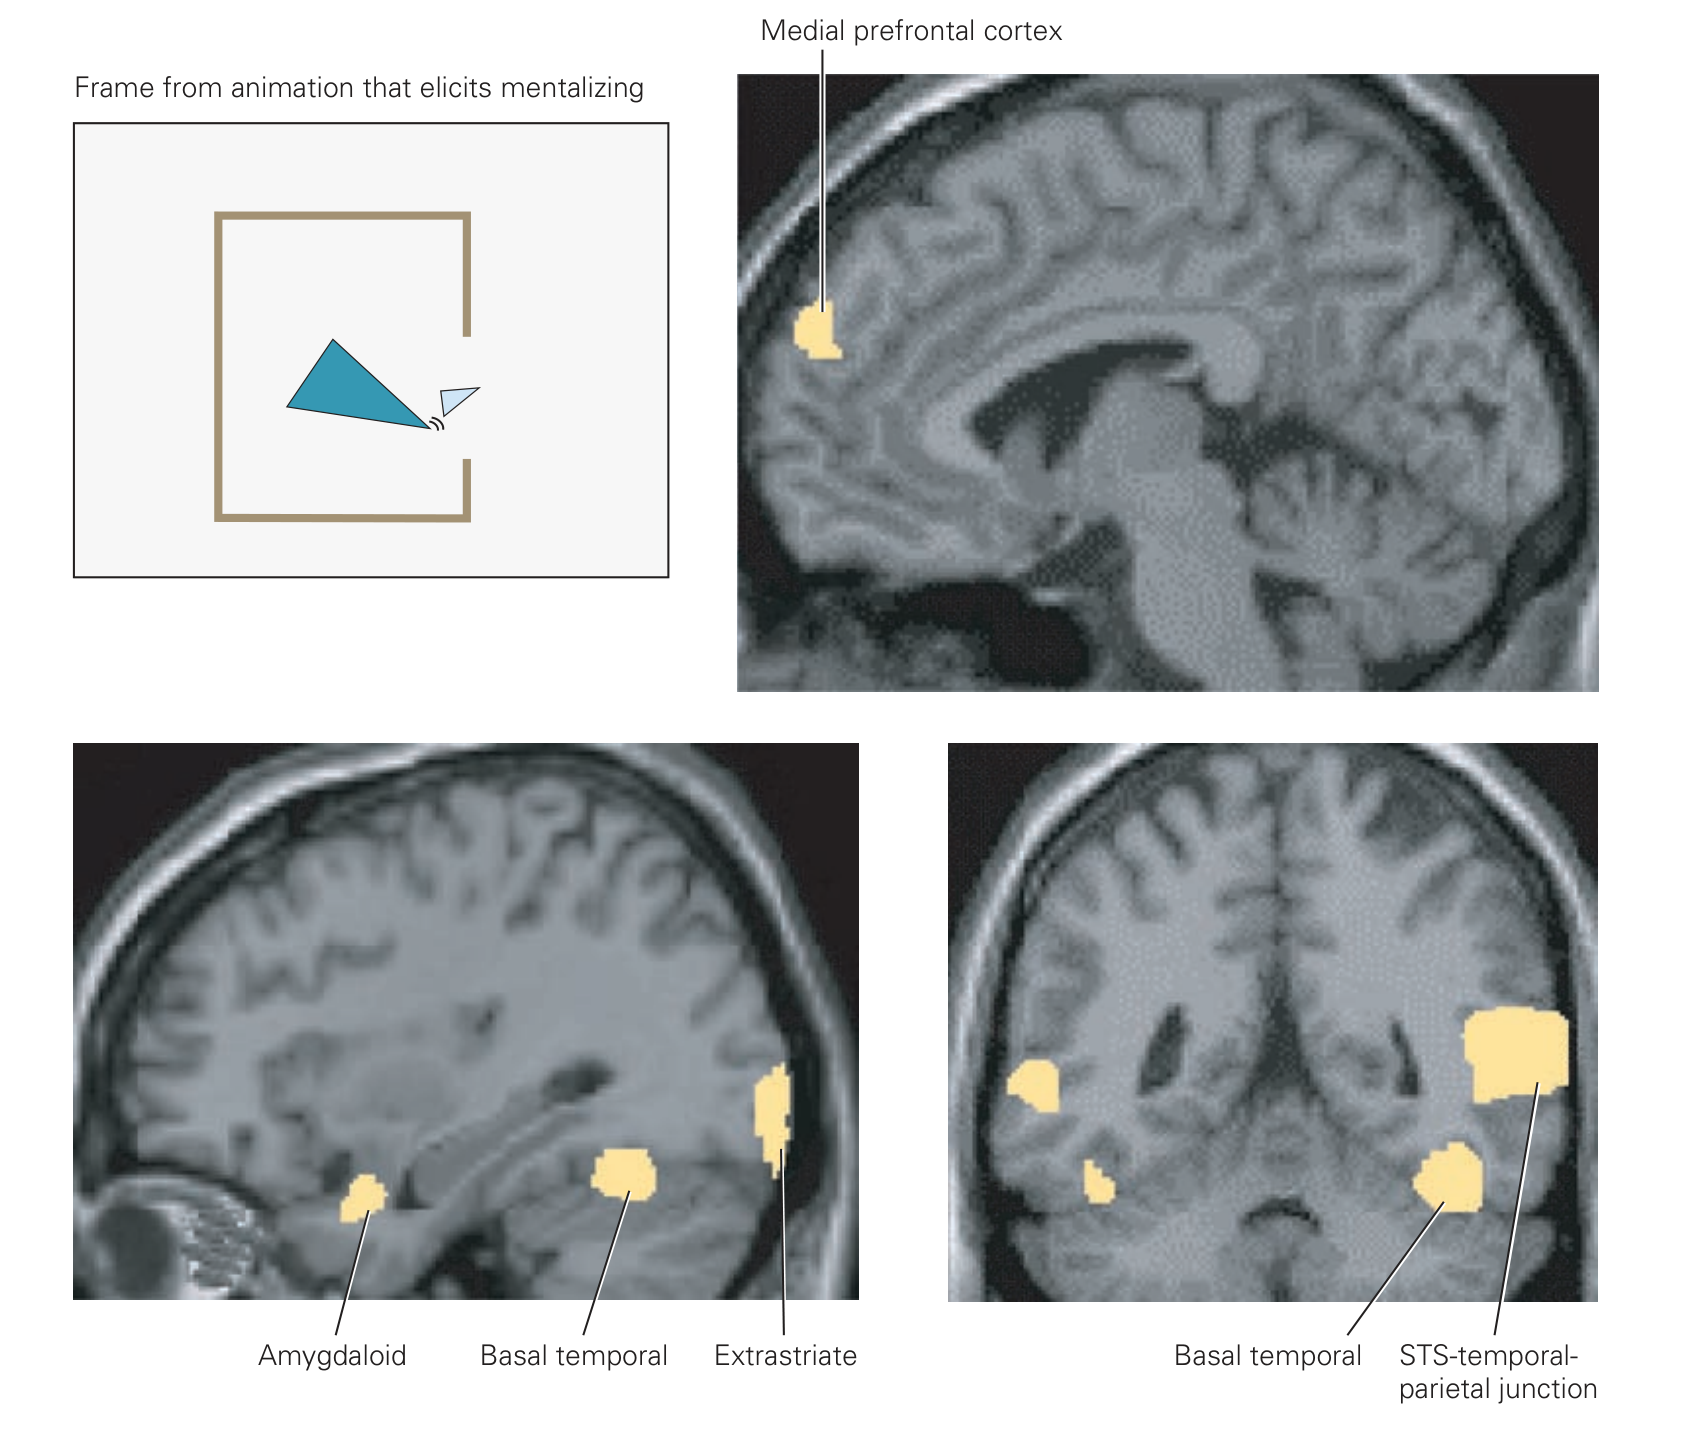 Medial prefrontal cortex
Frame from animation that elicits mentalizing
Amygdaloid
Basal temporal
Extrastriate
Basal temporal
STS-temporal-
parietal junction